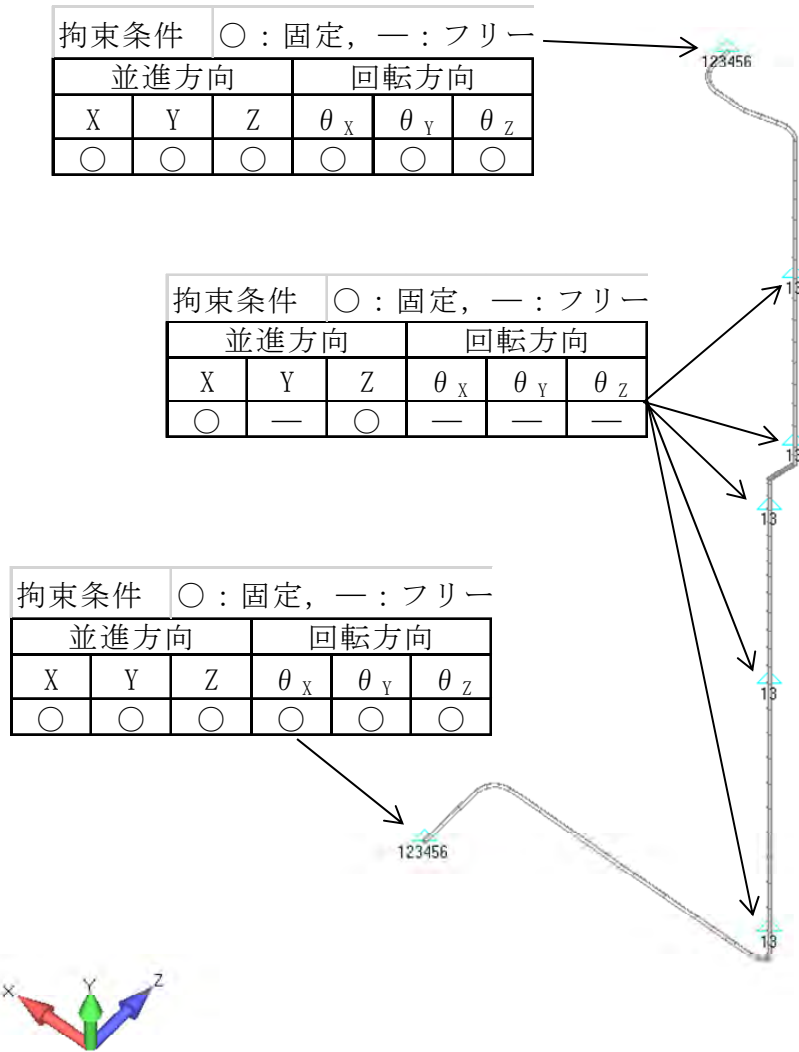 拘束条件 ○：固定，―：フリー
123456
並進方向 回転方向
X Y Z θX θY θZ
○ ○ ○ ○ ○ ○
13
拘束条件 ○：固定，―：フリー
並進方向 回転方向
X Y Z θX θY θZ
○ ― ○ ― ― ―
13
13
拘束条件 ○：固定，―：フリー
並進方向 回転方向
X Y Z θX θY θZ
○ ○ ○ ○ ○ ○
13
123456
13
X Y Z